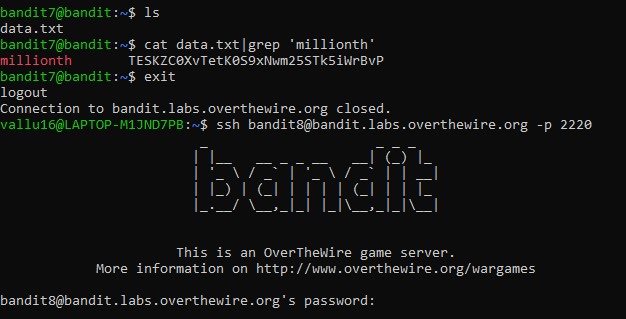 bandit7@bandit:~$ ls
data.txt
bandit7@bandit:~$ cat data.txt|grep 'millionth'
millionth TESKZC0XvTetK0S9xNwm25STk5iWrBvP
bandit7@bandit:~$ exit
logout
Connection to bandit.labs.overthewire.org closed.
vallu16@LAPTOP-M1JND7PB:~$ ssh bandit8@bandit.labs.overthewire.org -p 2220
bandit
This is an OverTheWire game server.
More information on http://www.overthewire.org/wargames
bandit8@bandit.labs.overthewire.org's password: